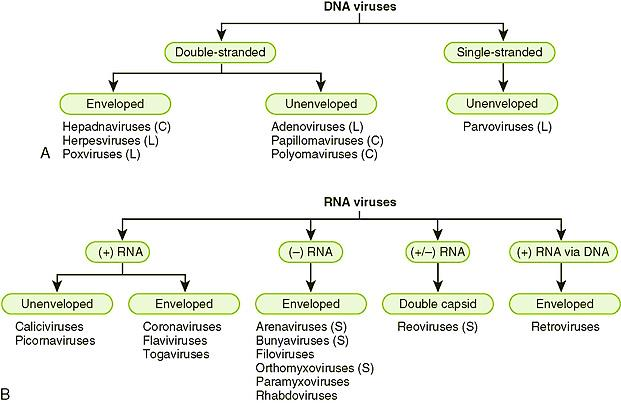 DNA viruses
Double-stranded
Single-stranded
Enveloped
Unenveloped
Unenveloped
Hepadnaviruses (C)
Herpesviruses (L)
Poxviruses (L)
Adenoviruses (L)
Papillomaviruses (C)
Polyomaviruses (C)
Parvoviruses (L)
A
RNA viruses
(+) RNA
(–) RNA
(+/–) RNA
(+) RNA via DNA
Unenveloped
Enveloped
Enveloped
Double capsid
Enveloped
Caliciviruses
Picornaviruses
Coronaviruses
Flaviviruses
Togaviruses
Arenaviruses (S)
Bunyaviruses (S)
Filoviruses
Orthomyxoviruses (S)
Paramyxoviruses
Rhabdoviruses
Reoviruses (S)
Retroviruses
B